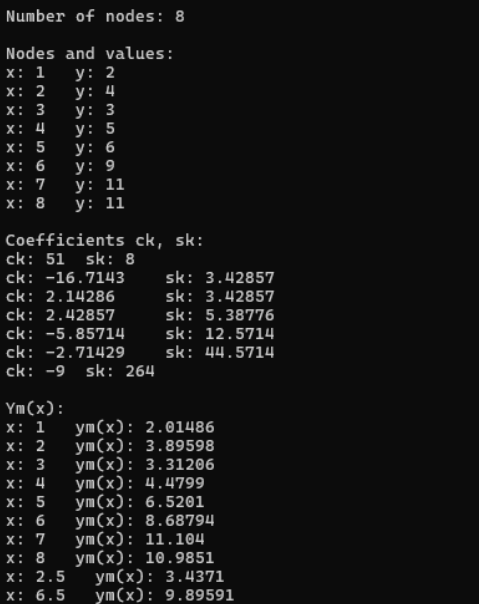 Number of nodes: 8
Nodes and values:
x: 1 y: 2
x: 2 y: 4
x: 3 y: 3
x: 4 y: 5
x: 5 y: 6
x: 6 y: 9
x: 7 y: 11
x: 8 y: 11
Coefficients ck, sk:
ck: 51 sk: 8
ck: -16.7143 sk: 3.42857
ck: 2.14286 sk: 3.42857
ck: 2.42857 sk: 5.38776
ck: -5.85714 sk: 12.5714
ck: -2.71429 sk: 44.5714
ck: -9 sk: 264
Ym(x):
x: 1 ym(x): 2.01486
x: 2 ym(x): 3.89598
x: 3 ym(x): 3.31206
x: 4 ym(x): 4.4799
x: 5 ym(x): 6.5201
x: 6 ym(x): 8.68794
x: 7 ym(x): 11.104
x: 8 ym(x): 10.9851
x: 2.5 ym(x): 3.4371
x: 6.5 ym(x): 9.89591